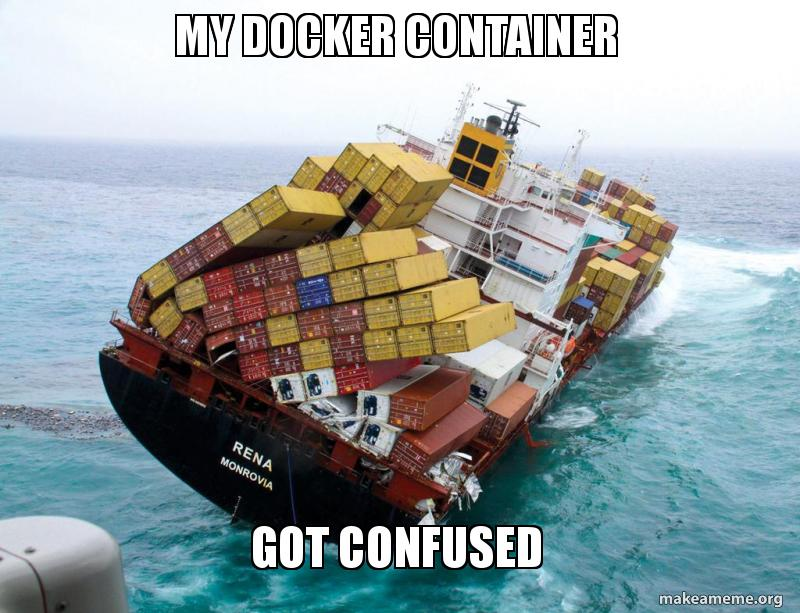 MY DOCKER CONTAINER
RENA
MONROVIA
GOT CONFUSED
makeameme.org